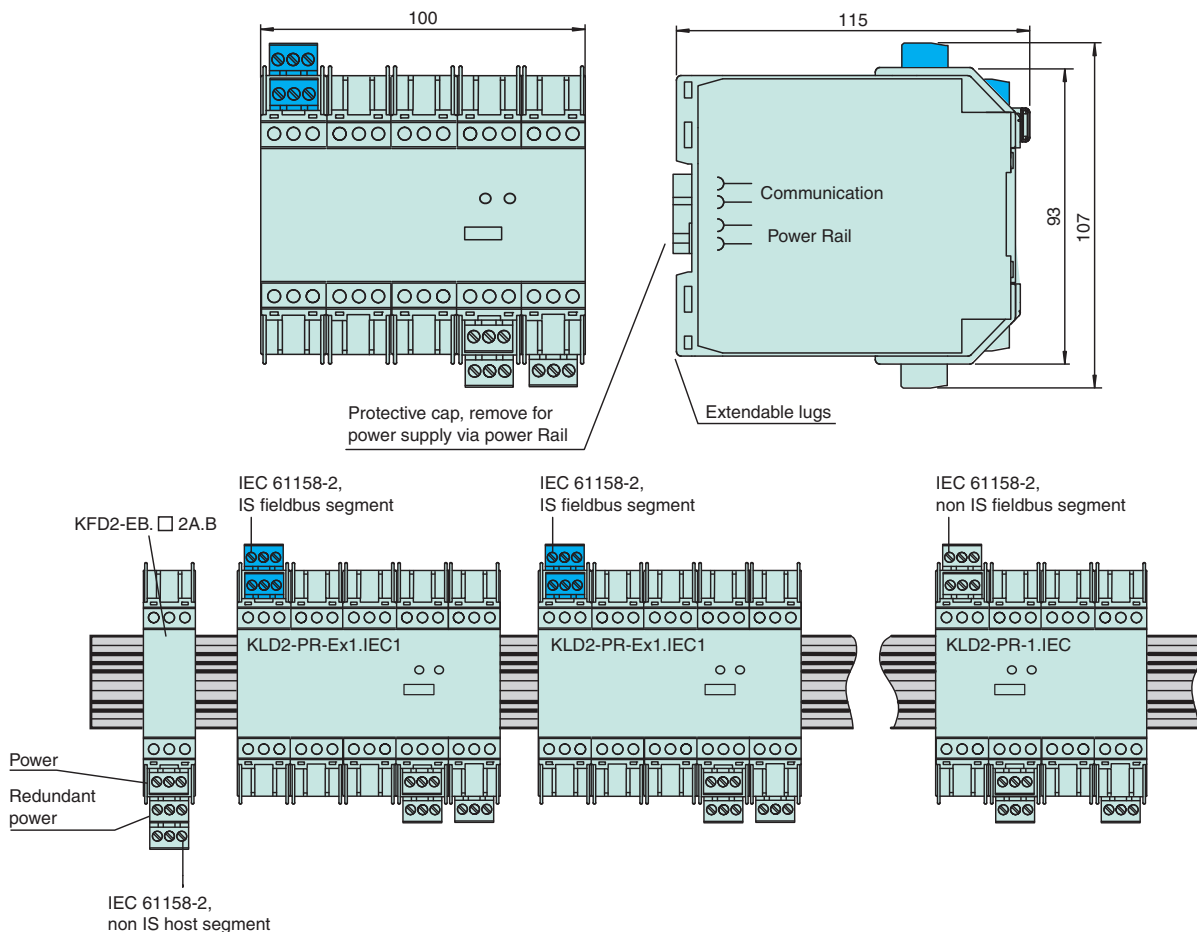 100
115
Communication
Power Rail
93
107
Protective cap, remove for
power supply via power Rail
Extendable lugs
KFD2-EB. □ 2A.B
IEC 61158-2,
IS fieldbus segment
IEC 61158-2,
IS fieldbus segment
IEC 61158-2,
non IS fieldbus segment
KLD2-PR-Ex1.IEC1
KLD2-PR-Ex1.IEC1
KLD2-PR-1.IEC
Power
Redundant
power
IEC 61158-2,
non IS host segment